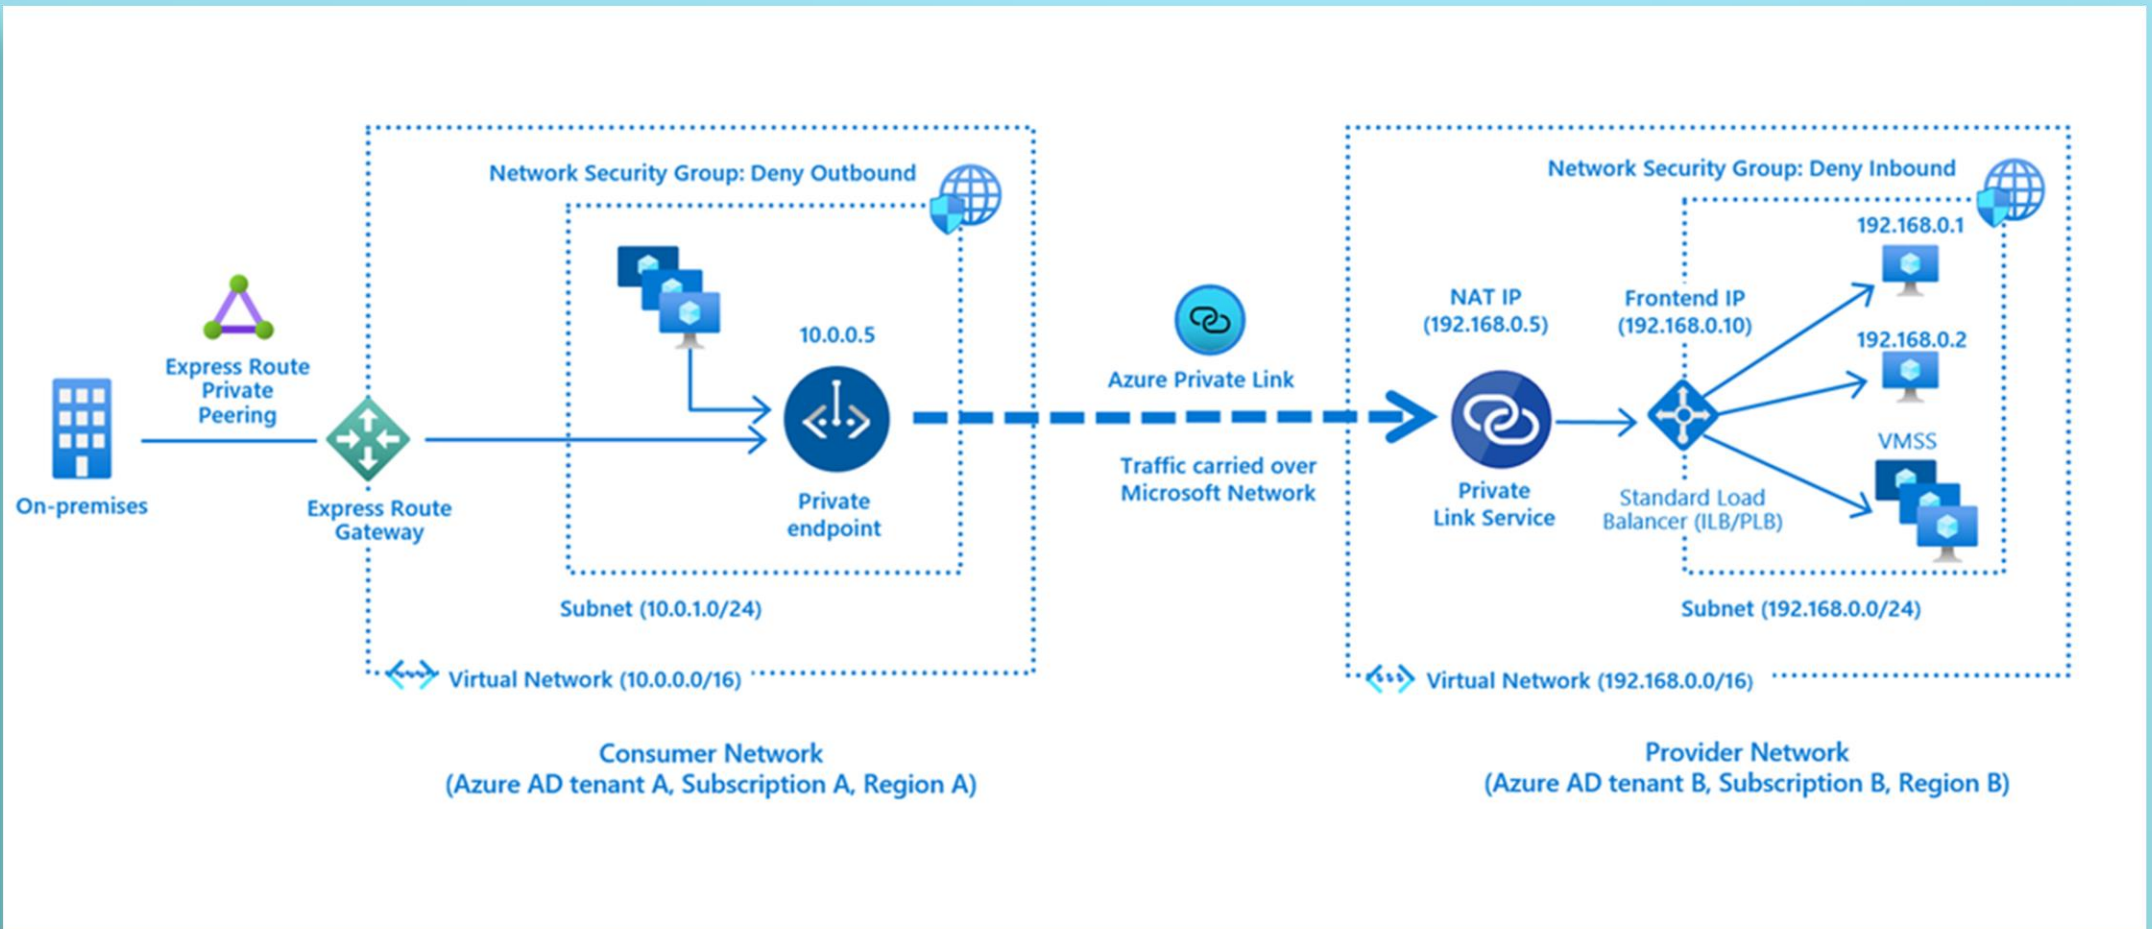 On-premises
Express Route
Private
Peering
Express Route
Gateway
Network Security Group: Deny Outbound
10.0.0.5
Private
endpoint
Subnet (10.0.1.0/24)
Virtual Network (10.0.0.0/16)
Consumer Network
(Azure AD tenant A, Subscription A, Region A)
Azure Private Link
Traffic carried over
Microsoft Network
Network Security Group: Deny Inbound
NAT IP
(192.168.0.5)
Private
Link Service
Frontend IP
(192.168.0.10)
Standard Load
Balancer (ILB/PLB)
192.168.0.1
192.168.0.2
VMSS
Subnet (192.168.0.0/24)
Virtual Network (192.168.0.0/16)
Provider Network
(Azure AD tenant B, Subscription B, Region B)